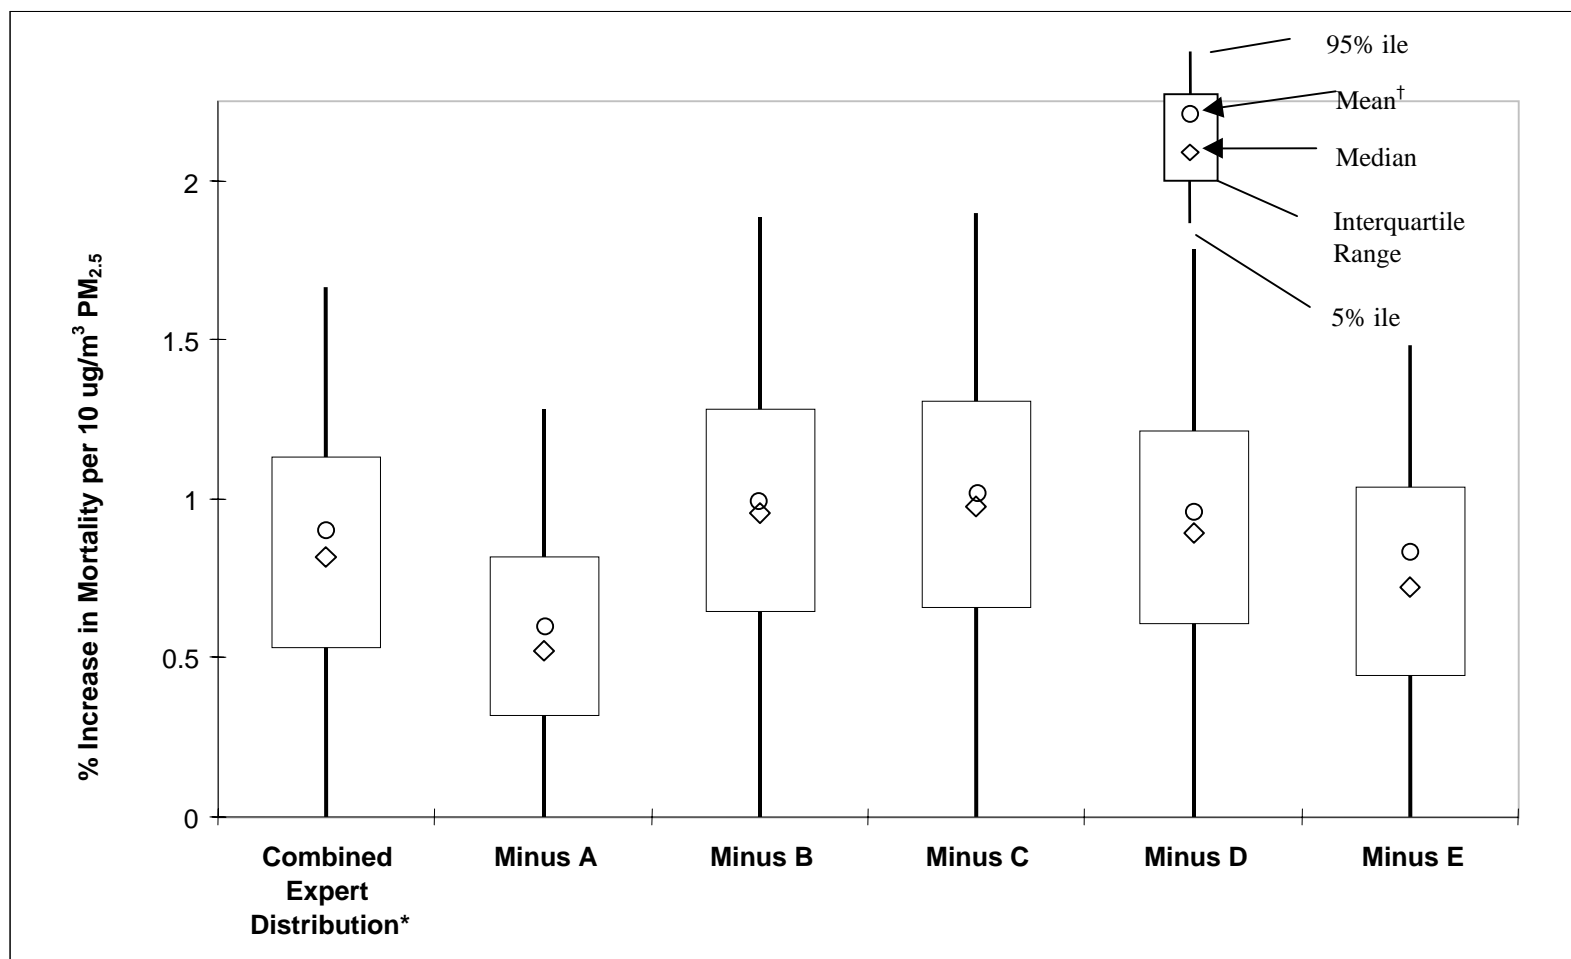 95% ile
Mean†
Median
Interquartile
Range
5% ile
% Increase in Mortality per 10 ug/m³ PM₂.₅
2
1.5
1
0.5
0
Combined
Expert
Distribution*
Minus A
Minus B
Minus C
Minus D
Minus E